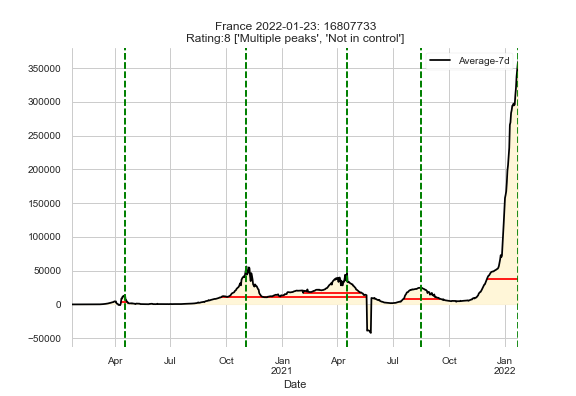 France 2022-01-23: 16807733
Rating:8 ['Multiple peaks', 'Not in control']
Average-7d
350000
300000
250000
200000
150000
100000
50000
0
−50000
Apr
Jul
Oct
Jan
2021
Apr
Jul
Oct
Jan
2022
Date